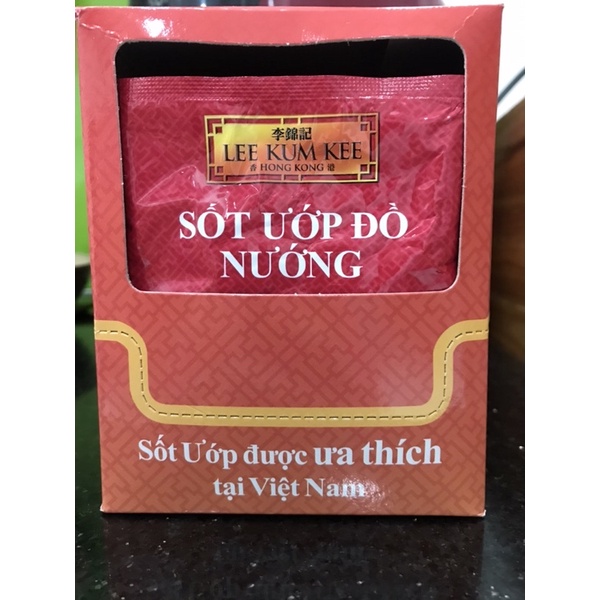 李錦記
LEE KUM KEE
香 HONG KONG 港
SỐT ƯỚP ĐỒ
NƯỚNG
Sốt Ướp được ưa thích
tại Việt Nam